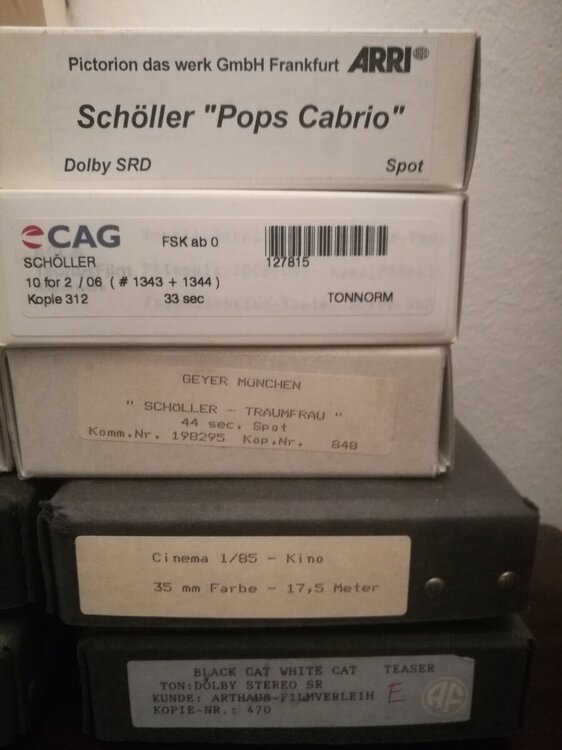 Pictorion das werk GmbH Frankfurt ARRI
Schöller "Pops Cabrio"
Dolby SRD Spot
CAG FSK ab 0
127815
SCHÖLLER
10 for 2 / 06 ( # 1343 + 1344 )
Kopie 312 33 sec TONNORM
GEYER MÜNCHEN
" SCHÖLLER - TRAUMFRAU "
44 sec. Spot
Komm.Nr. 198295 Kop.Nr. 848
Cinema 1/85 - Kino
35 mm Farbe - 17,5 Meter
BLACK CAT WHITE CAT TEASER
TON:DOLBY STEREO SR
KUNDE: ARTHAUS-FILMVERLEIH E
KOPIE-NR.: 470